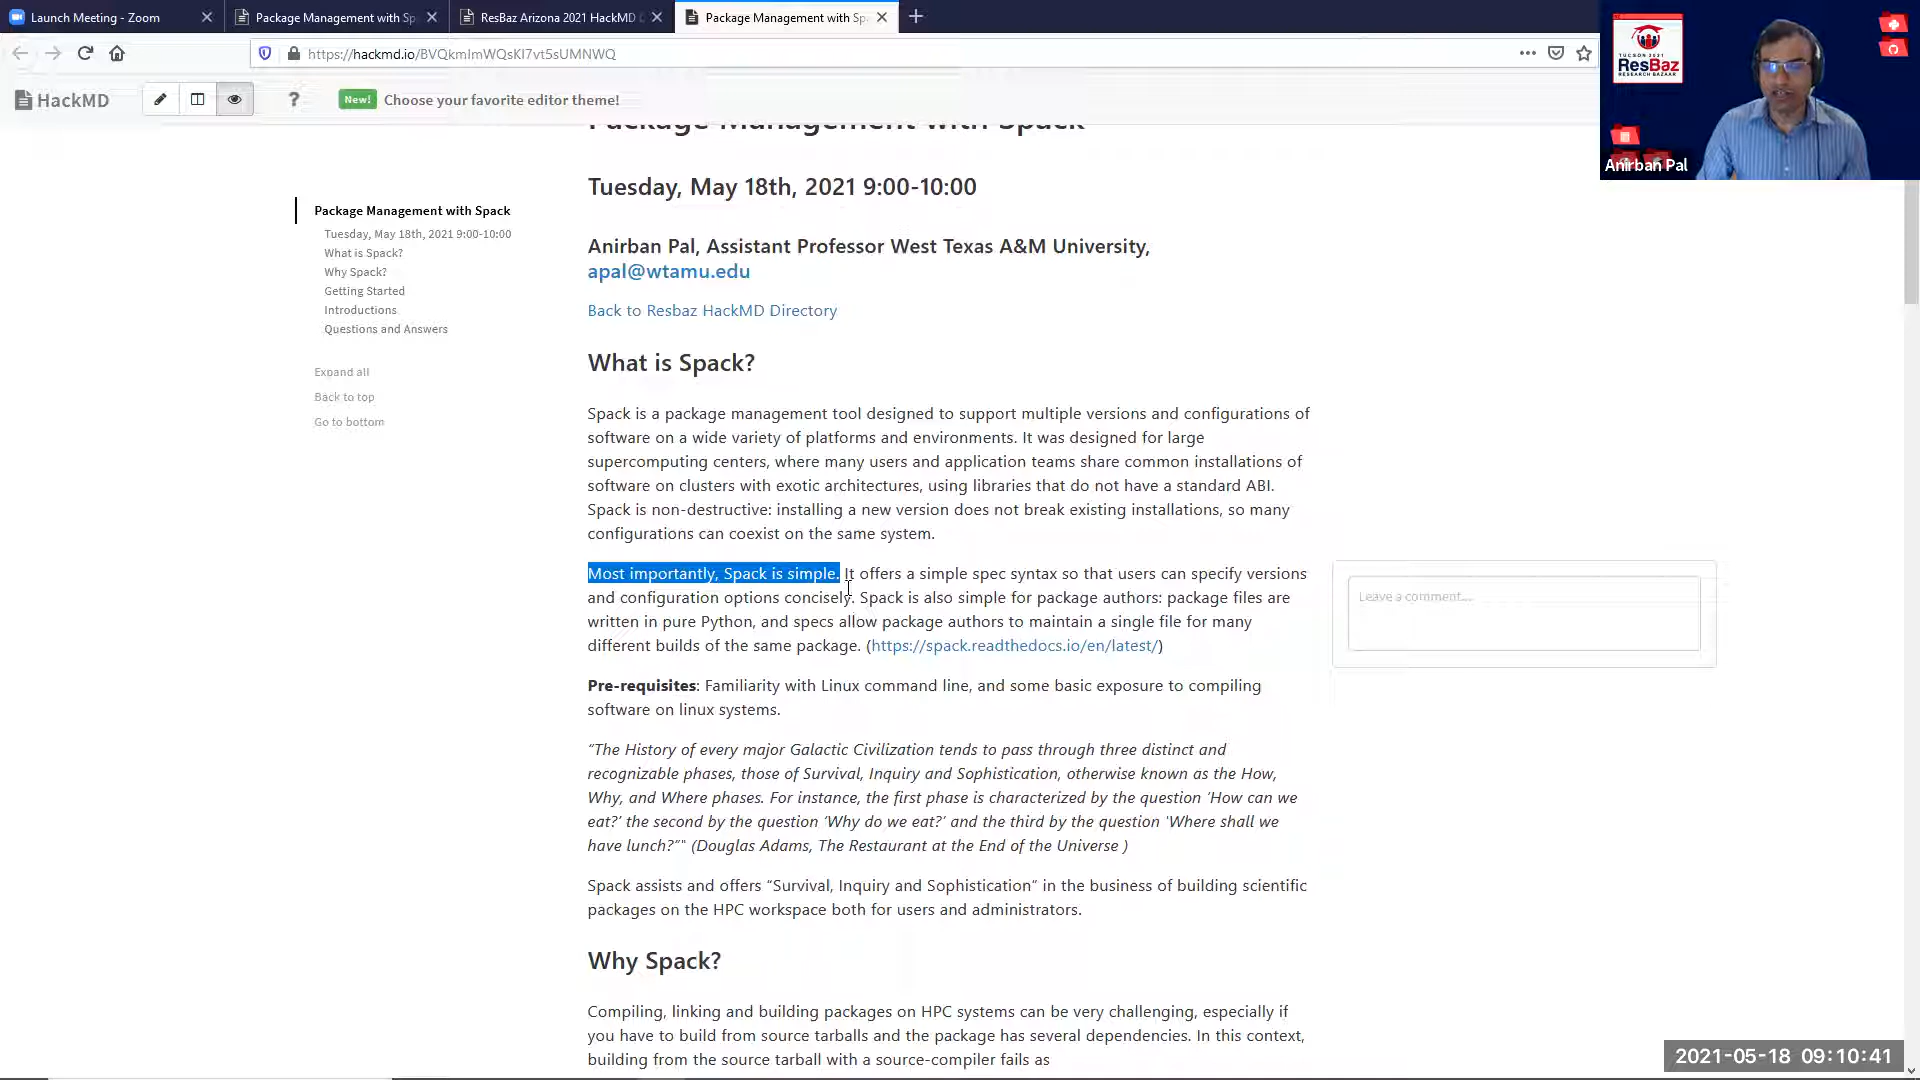 Launch Meeting - Zoom
Package Management with Sp
ResBaz Arizona 2021 HackMD
Package Management with Spa
https://hackmd.io/BVQkmImWQsKI7vt5sUMNWQ
HackMD
?
New! Choose your favorite editor theme!
TUCSON 2021
ResBaz
RESEARCH BAZAAR
Anirban Pal
Package Management with Spack
Tuesday, May 18th, 2021 9:00-10:00
What is Spack?
Why Spack?
Getting Started
Introductions
Questions and Answers
Expand all
Back to top
Go to bottom
Package Management with Spack
Tuesday, May 18th, 2021 9:00-10:00
Anirban Pal, Assistant Professor West Texas A&M University,
apal@wtamu.edu
Back to Resbaz HackMD Directory
What is Spack?
Spack is a package management tool designed to support multiple versions and configurations of
software on a wide variety of platforms and environments. It was designed for large
supercomputing centers, where many users and application teams share common installations of
software on clusters with exotic architectures, using libraries that do not have a standard ABI.
Spack is non-destructive: installing a new version does not break existing installations, so many
configurations can coexist on the same system.
Most importantly, Spack is simple. It offers a simple spec syntax so that users can specify versions
and configuration options concisely. Spack is also simple for package authors: package files are
written in pure Python, and specs allow package authors to maintain a single file for many
different builds of the same package. (https://spack.readthedocs.io/en/latest/)
Leave a comment...
Pre-requisites: Familiarity with Linux command line, and some basic exposure to compiling
software on linux systems.
“The History of every major Galactic Civilization tends to pass through three distinct and
recognizable phases, those of Survival, Inquiry and Sophistication, otherwise known as the How,
Why, and Where phases. For instance, the first phase is characterized by the question ‘How can we
eat?’ the second by the question ‘Why do we eat?’ and the third by the question 'Where shall we
have lunch?”" (Douglas Adams, The Restaurant at the End of the Universe )
Spack assists and offers “Survival, Inquiry and Sophistication” in the business of building scientific
packages on the HPC workspace both for users and administrators.
Why Spack?
Compiling, linking and building packages on HPC systems can be very challenging, especially if
you have to build from source tarballs and the package has several dependencies. In this context,
building from the source tarball with a source-compiler fails as
2021-05-18 09:10:41